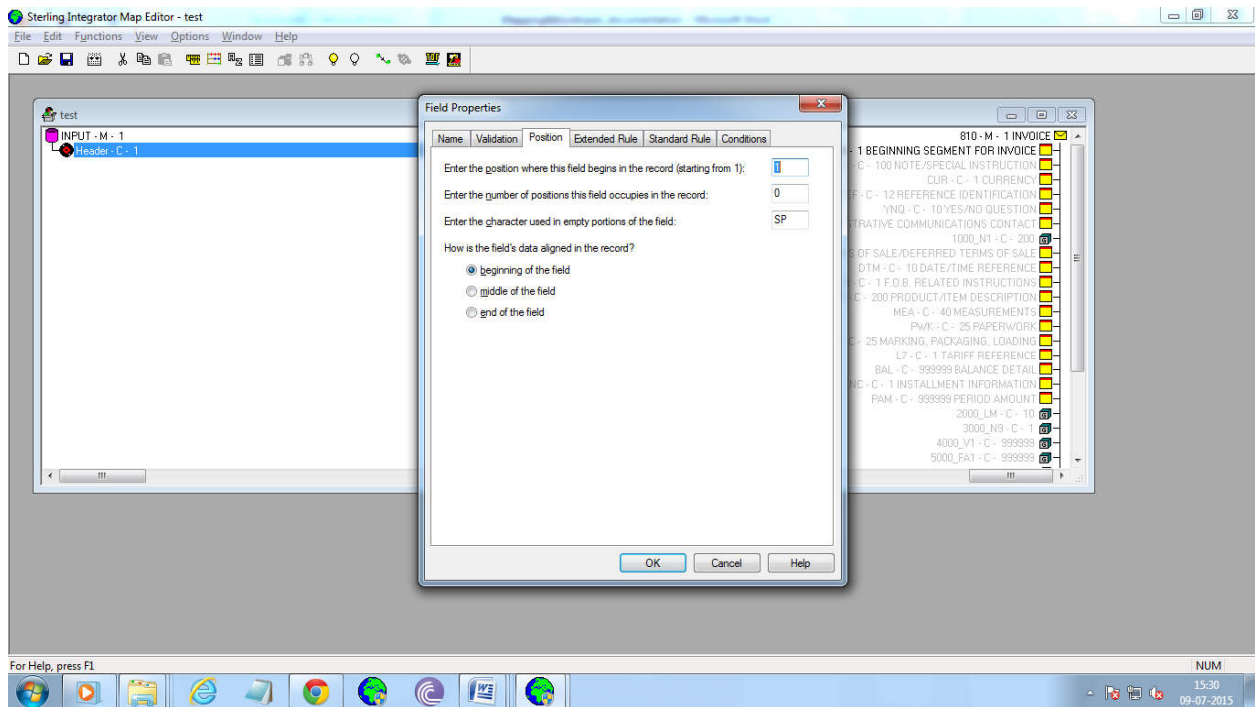 Sterling Integrator Map Editor - test
File Edit Functions View Options Window Help
test
INPUT - M - 1
Header - C - 1
Field Properties
Name Validation Position Extended Rule Standard Rule Conditions
Enter the position where this field begins in the record (starting from 1): 1
Enter the number of positions this field occupies in the record: 0
Enter the character used in empty portions of the field: SP
How is the field's data aligned in the record?
beginning of the field
middle of the field
end of the field
OK Cancel Help
810 - M - 1 INVOICE
- 1 BEGINNING SEGMENT FOR INVOICE
C - 100 NOTE/SPECIAL INSTRUCTION
CUR - C - 1 CURRENCY
- C - 12 REFERENCE IDENTIFICATION
YNQ - C - 10 YES/NO QUESTION
COMMUNICATIONS CONTACT
1000_N1 - C - 200
OF SALE/DEFERRED TERMS OF SALE
DTM - C - 10 DATE/TIME REFERENCE
- C - 1 F.O.B. RELATED INSTRUCTIONS
C - 200 PRODUCT/ITEM DESCRIPTION
MEA - C - 40 MEASUREMENTS
PWK - C - 25 PAPERWORK
- 25 MARKING, PACKAGING, LOADING
L7 - C - 1 TARIFF REFERENCE
BAL - C - 999999 BALANCE DETAIL
- C - 1 INSTALLMENT INFORMATION
PAM - C - 999999 PERIOD AMOUNT
2000_LM - C - 10
3000_N9 - C - 1
4000_V1 - C - 999999
5000_FA1 - C - 999999
For Help, press F1
NUM
15:30
09-07-2015